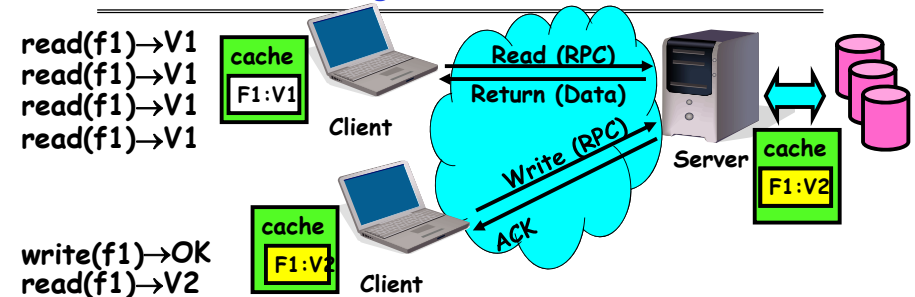 read(f1)→V1
read(f1)→V1
read(f1)→V1
read(f1)→V1
cache
F1:V1
Client
Read (RPC)
Return (Data)
Write (RPC)
ACK
Server
cache
F1:V2
write(f1)→OK
read(f1)→V2
cache
F1:V2
Client